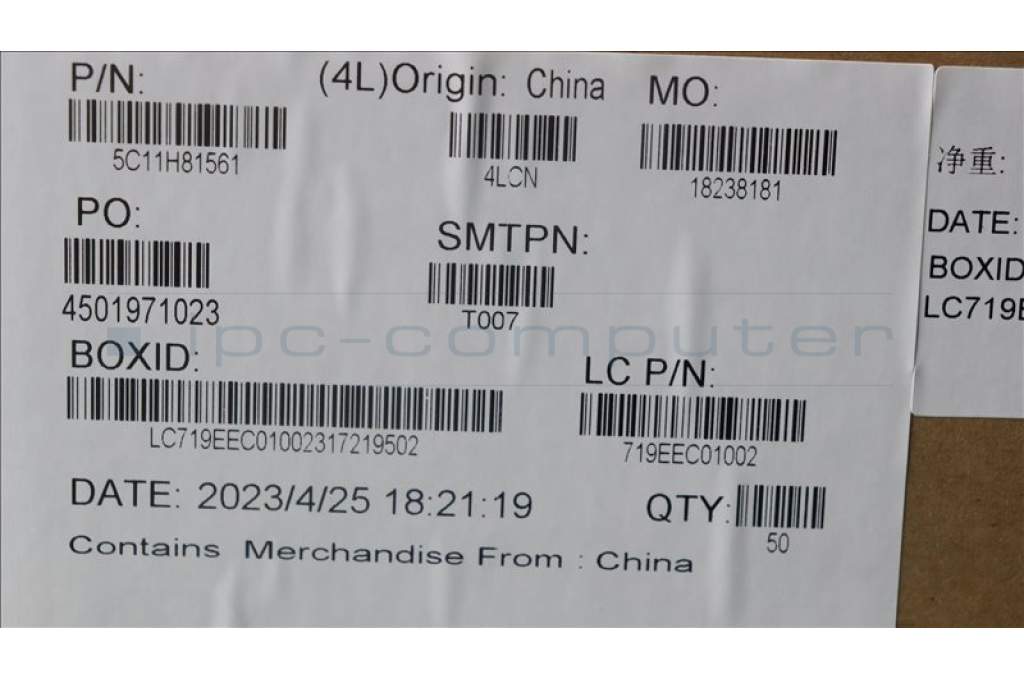 P/N:
(4L)Origin: China
MO:
5C11H81561
4LCN
18238181
PO:
SMTPN:
4501971023
T007
ipc-computer
BOXID:
LC P/N:
LC719EEC01002317219502
719EEC01002
DATE: 2023/4/25 18:21:19
QTY:
50
Contains Merchandise From : China
净重:
DATE:
BOXID
LC719E